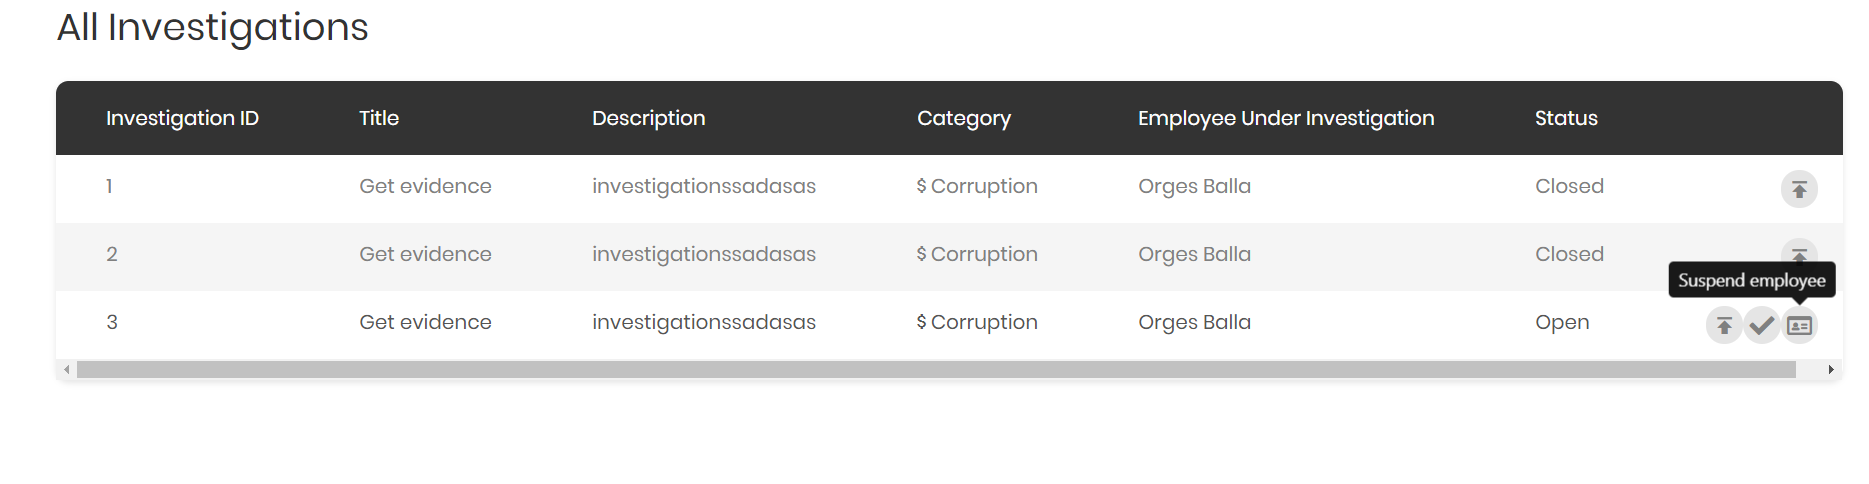 All Investigations
Investigation ID Title Description Category Employee Under Investigation Status
1 Get evidence investigationssadasas $ Corruption Orges Balla Closed
2 Get evidence investigationssadasas $ Corruption Orges Balla Closed
Suspend employee
3 Get evidence investigationssadasas $ Corruption Orges Balla Open